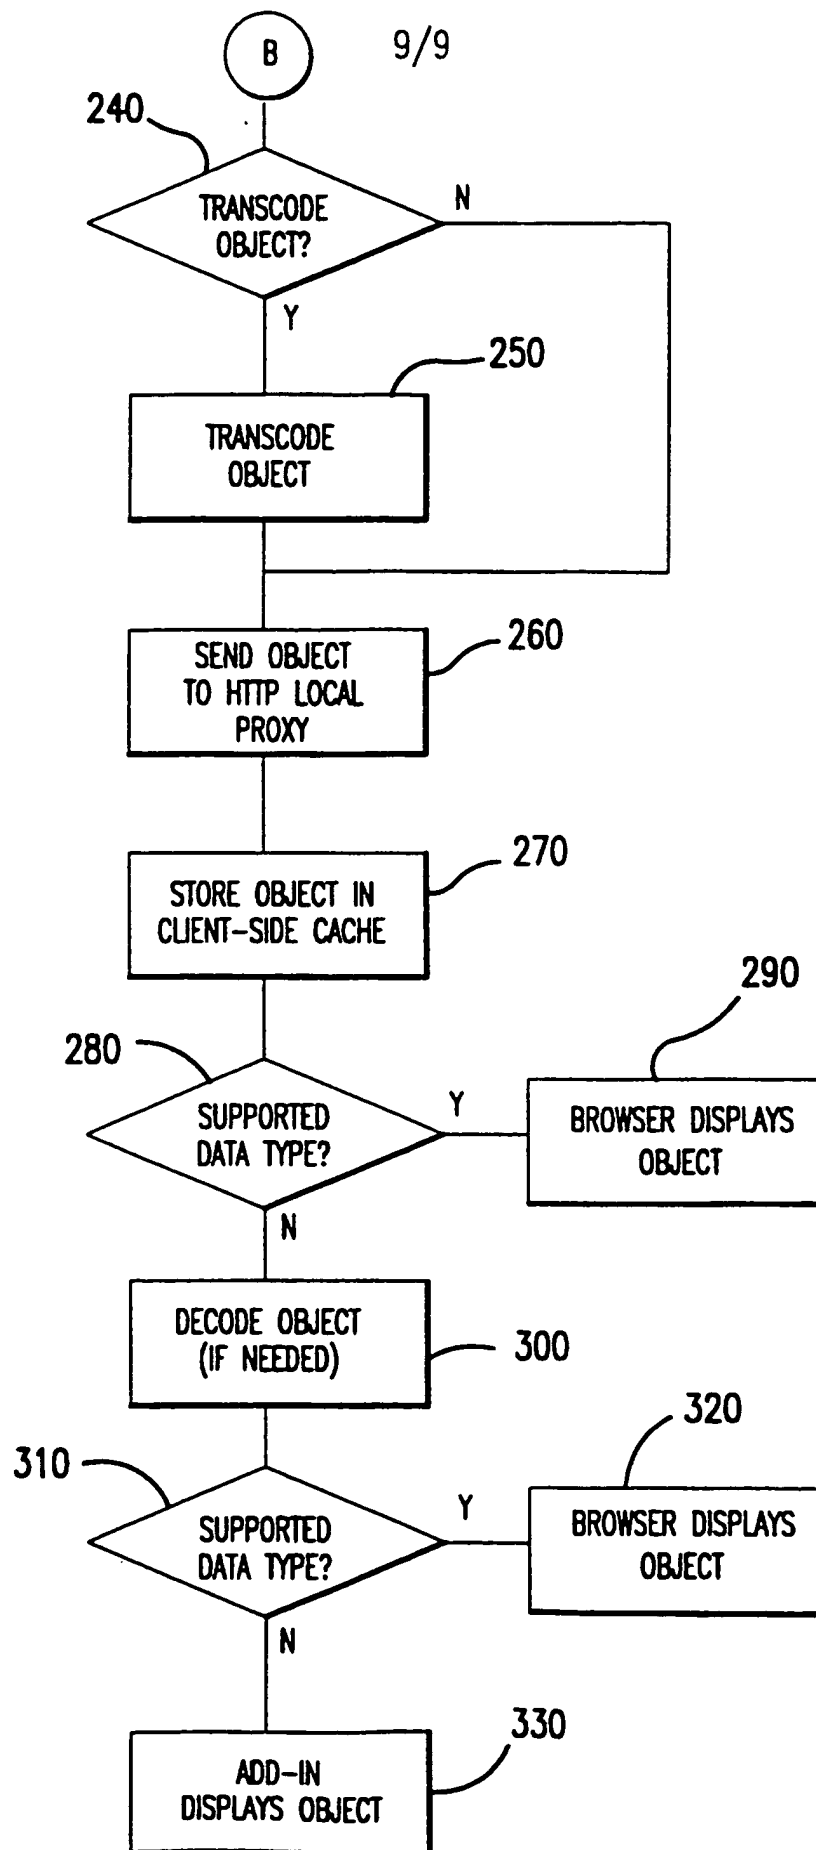 B
9/9
240
TRANSCODE
OBJECT?
N
Y
250
TRANSCODE
OBJECT
260
SEND OBJECT
TO HTTP LOCAL
PROXY
270
STORE OBJECT IN
CLIENT-SIDE CACHE
290
280
SUPPORTED
DATA TYPE?
Y
BROWSER DISPLAYS
OBJECT
N
DECODE OBJECT
(IF NEEDED)
300
320
310
SUPPORTED
DATA TYPE?
Y
BROWSER DISPLAYS
OBJECT
N
330
ADD-IN
DISPLAYS OBJECT